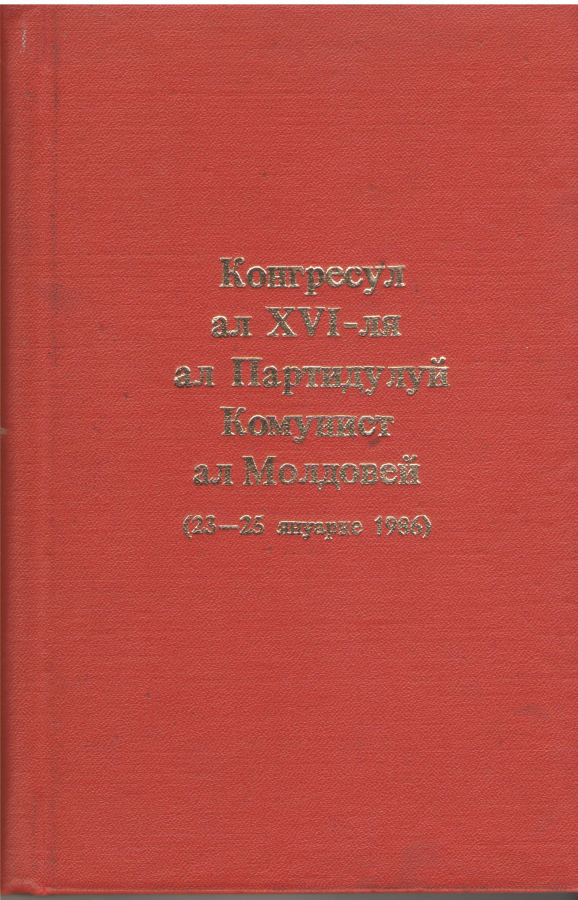 Конгресул
ал XVI-ля
ал Партидулуй
Комунист
ал Молдовей
(23—25 януарие 1986)